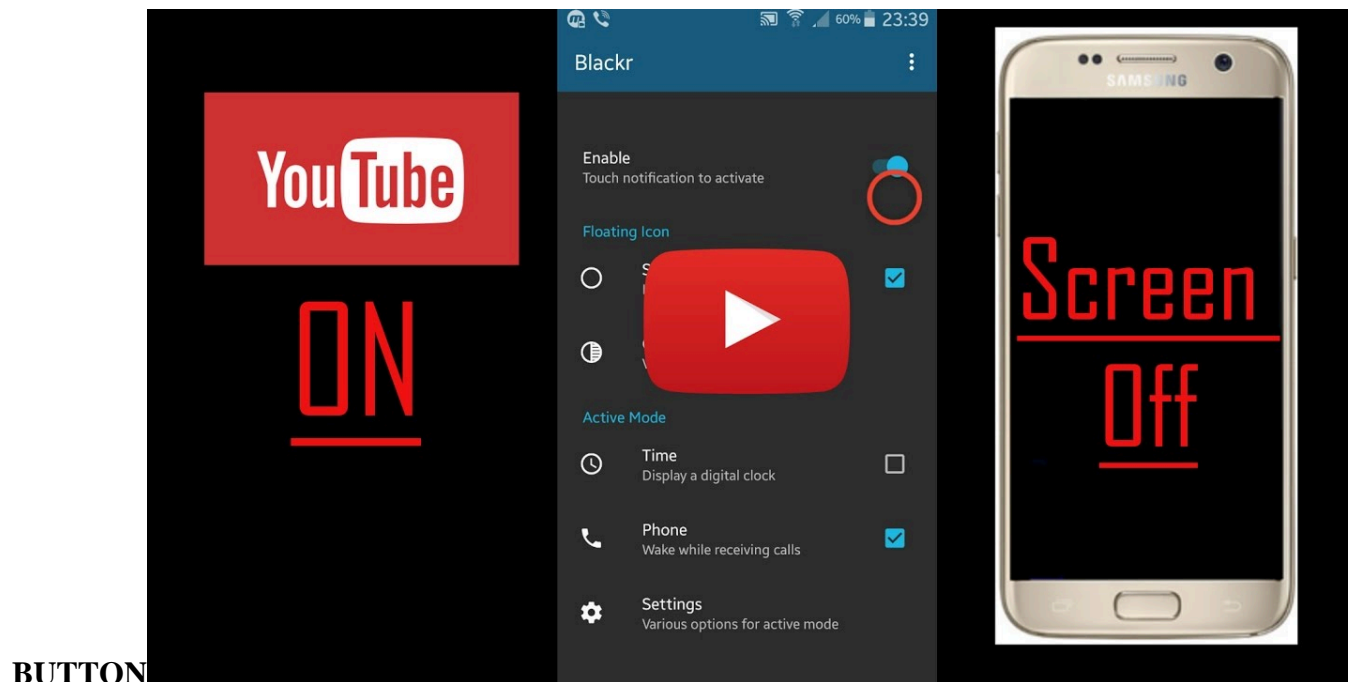 YouTube
ON
60% 23:39
Blackr
Enable
Touch notification to activate
Floating Icon
Active Mode
Time
Display a digital clock
Phone
Wake while receiving calls
Settings
Various options for active mode
SAMSUNG
Screen
Off
BUTTON